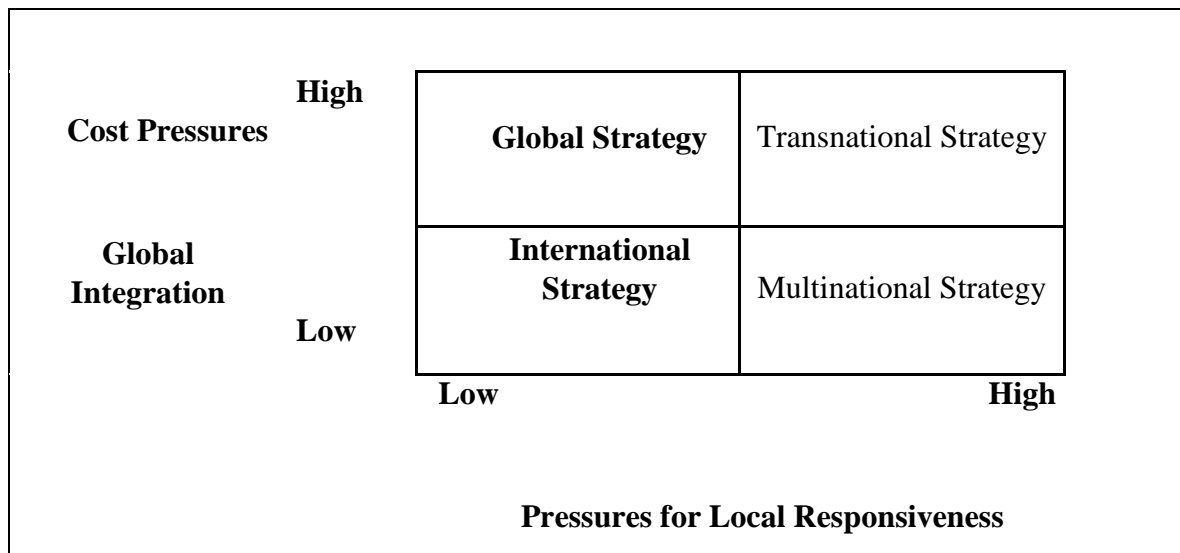 High
Cost Pressures
Global Strategy
Transnational Strategy
Global
Integration
International
Strategy
Multinational Strategy
Low
Low
High
Pressures for Local Responsiveness